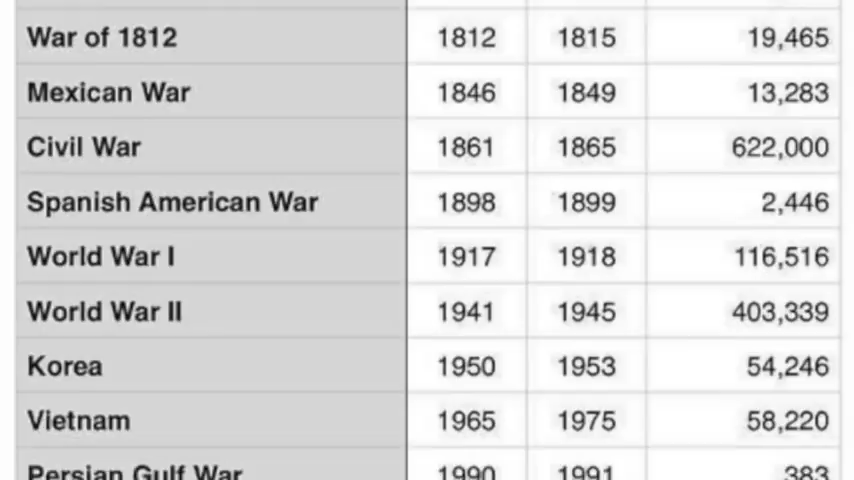 War of 1812 1812 1815 19,465
Mexican War 1846 1849 13,283
Civil War 1861 1865 622,000
Spanish American War 1898 1899 2,446
World War I 1917 1918 116,516
World War II 1941 1945 403,339
Korea 1950 1953 54,246
Vietnam 1965 1975 58,220
Persian Gulf War 1990 1991 383